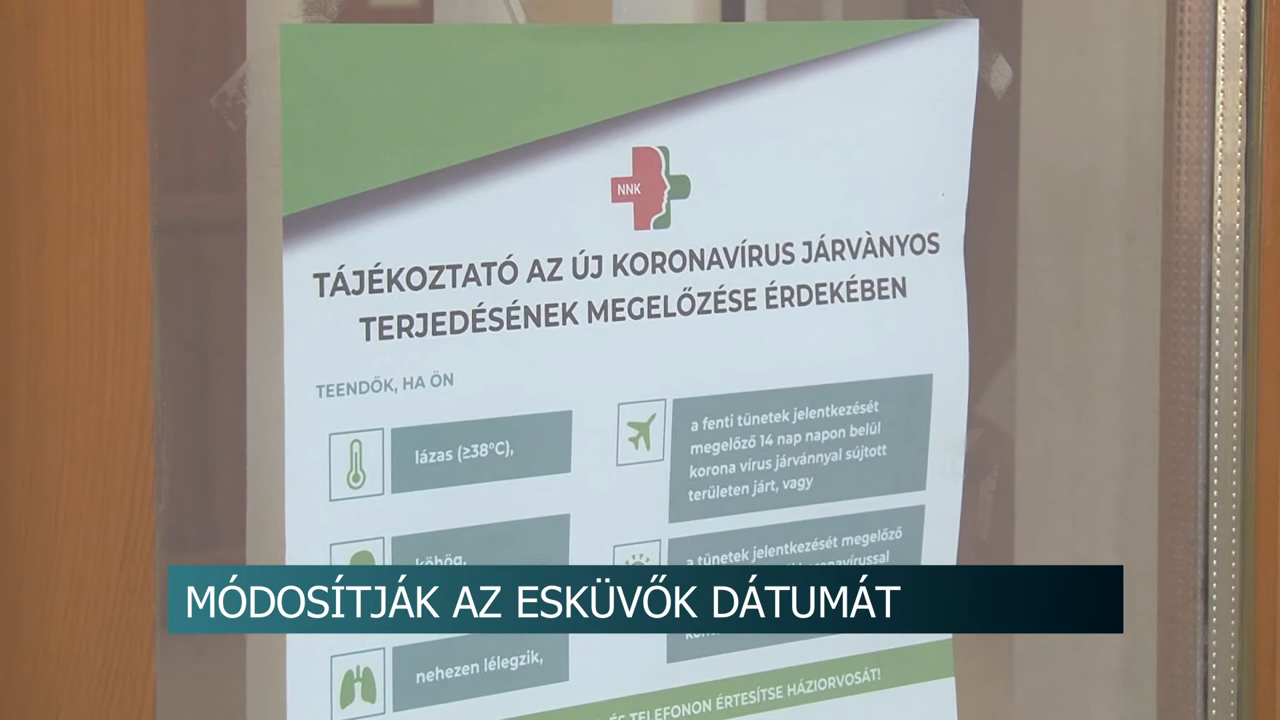 NNK
TÁJÉKOZTATÓ AZ ÚJ KORONAVÍRUS JÁRVÀNYOS
TERJEDÉSÉNEK MEGELŐZÉSE ÉRDEKÉBEN
TEENDŐK, HA ÖN
lázas (≥38°C),
köhög,
nehezen lélegzik,
a fenti tünetek jelentkezését
megelőző 14 nap napon belül
korona vírus járvánnyal sújtott
területen járt, vagy
a tünetek jelentkezését megelőző
MÓDOSÍTJÁK AZ ESKÜVŐK DÁTUMÁT
ÉS TELEFONON ÉRTESÍTSE HÁZIORVOSÁT!